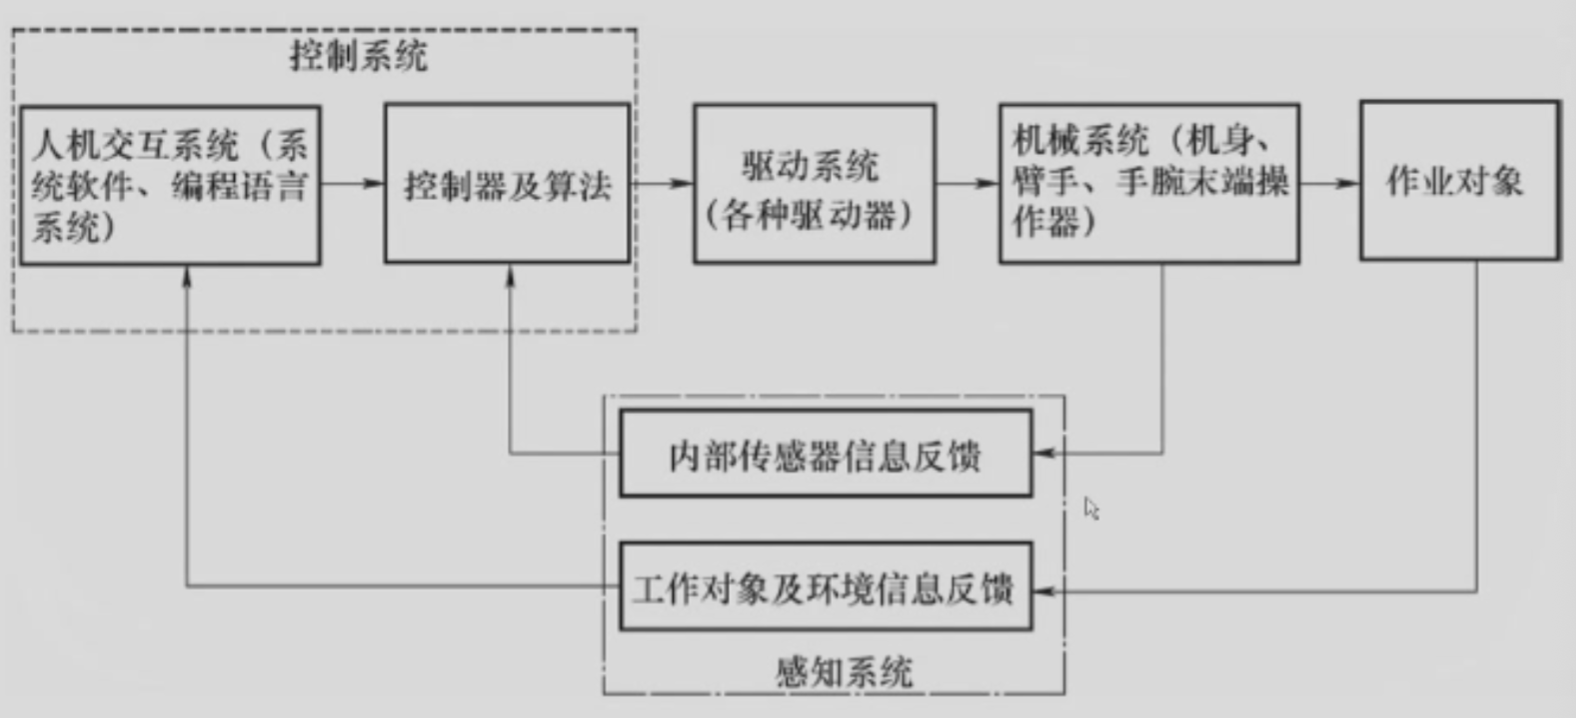 控制系统
人机交互系统（系
统软件、编程语言
系统）
控制器及算法
驱动系统
（各种驱动器）
机械系统（机身、
臂手、手腕末端操
作器）
作业对象
内部传感器信息反馈
工作对象及环境信息反馈
感知系统